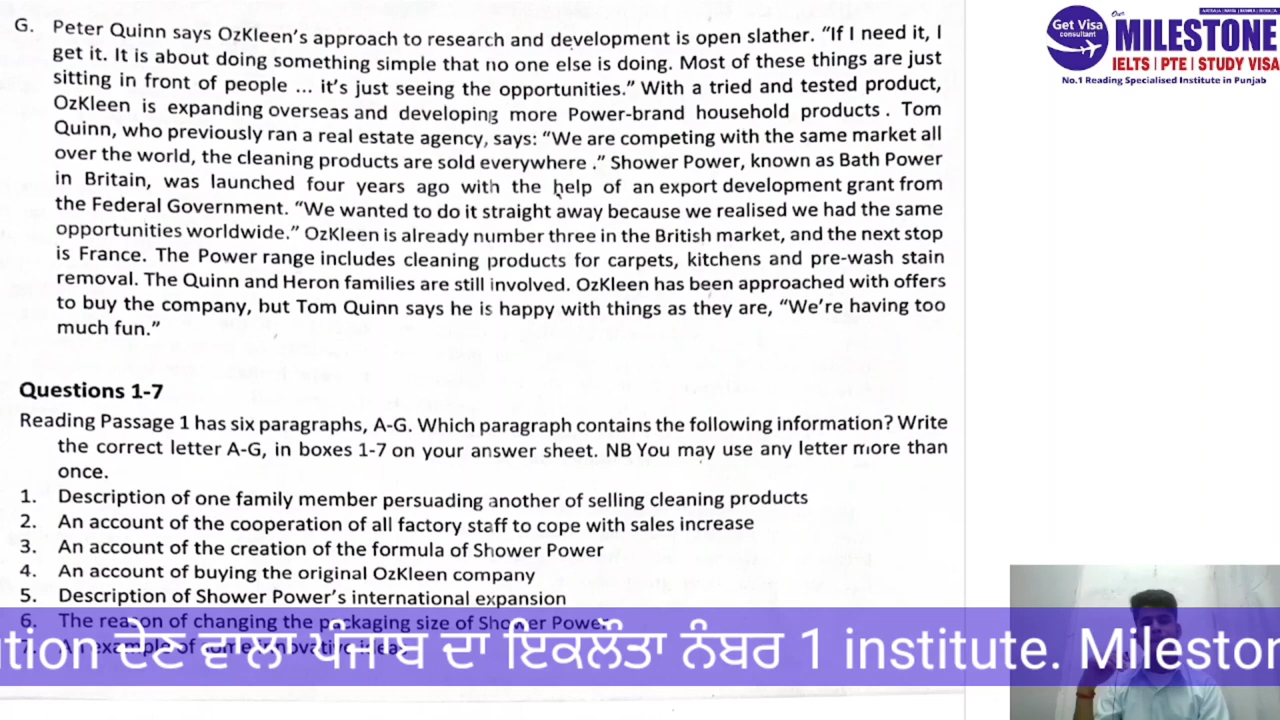 G. Peter Quinn says OzKleen's approach to research and development is open slather. "If I need it, I
get it. It is about doing something simple that no one else is doing. Most of these things are just
sitting in front of people ... it's just seeing the opportunities." With a tried and tested product,
OzKleen is expanding overseas and developing more Power-brand household products . Tom
Quinn, who previously ran a real estate agency, says: "We are competing with the same market all
over the world, the cleaning products are sold everywhere ." Shower Power, known as Bath Power
in Britain, was launched four years ago with the help of an export development grant from
the Federal Government. "We wanted to do it straight away because we realised we had the same
opportunities worldwide." OzKleen is already number three in the British market, and the next stop
is France. The Power range includes cleaning products for carpets, kitchens and pre-wash stain
removal. The Quinn and Heron families are still involved. OzKleen has been approached with offers
to buy the company, but Tom Quinn says he is happy with things as they are, "We're having too
much fun."
Questions 1-7
Reading Passage 1 has six paragraphs, A-G. Which paragraph contains the following information? Write
the correct letter A-G, in boxes 1-7 on your answer sheet. NB You may use any letter more than
once.
1. Description of one family member persuading another of selling cleaning products
2. An account of the cooperation of all factory staff to cope with sales increase
3. An account of the creation of the formula of Shower Power
4. An account of buying the original OzKleen company
5. Description of Shower Power's international expansion
6. The reason of changing the packaging size of Shower Power
7. An example of some innovative ideas
Get Visa
consultant
Our
MILESTONE
IELTS | PTE | STUDY VISA
No.1 Reading Specialised Institute in Punjab
ution ਦੇਣ ਵਾਲਾ ਪੰਜਾਬ ਦਾ ਇਕਲੌਤਾ ਨੰਬਰ 1 institute. Mileston